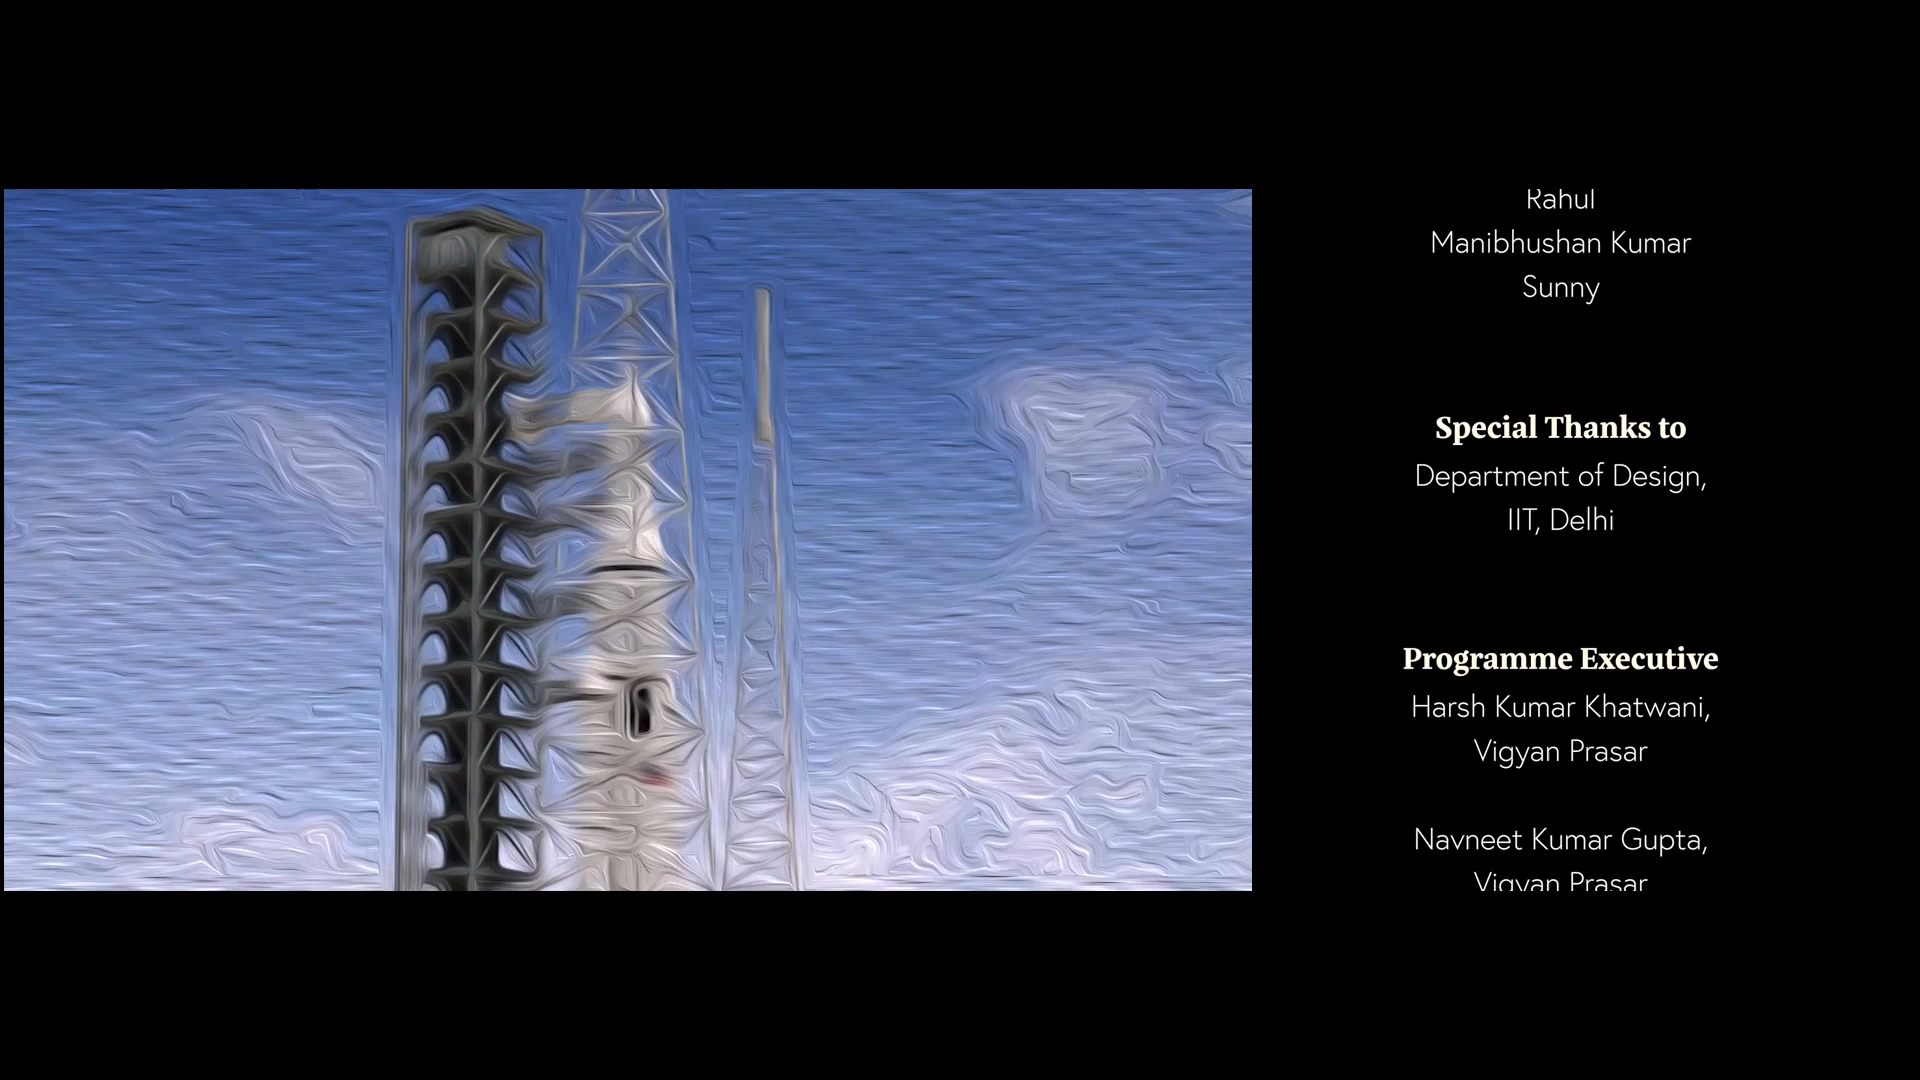 Rahul
Manibhushan Kumar
Sunny
Special Thanks to
Department of Design,
IIT, Delhi
Programme Executive
Harsh Kumar Khatwani,
Vigyan Prasar
Navneet Kumar Gupta,
Vigyan Prasar